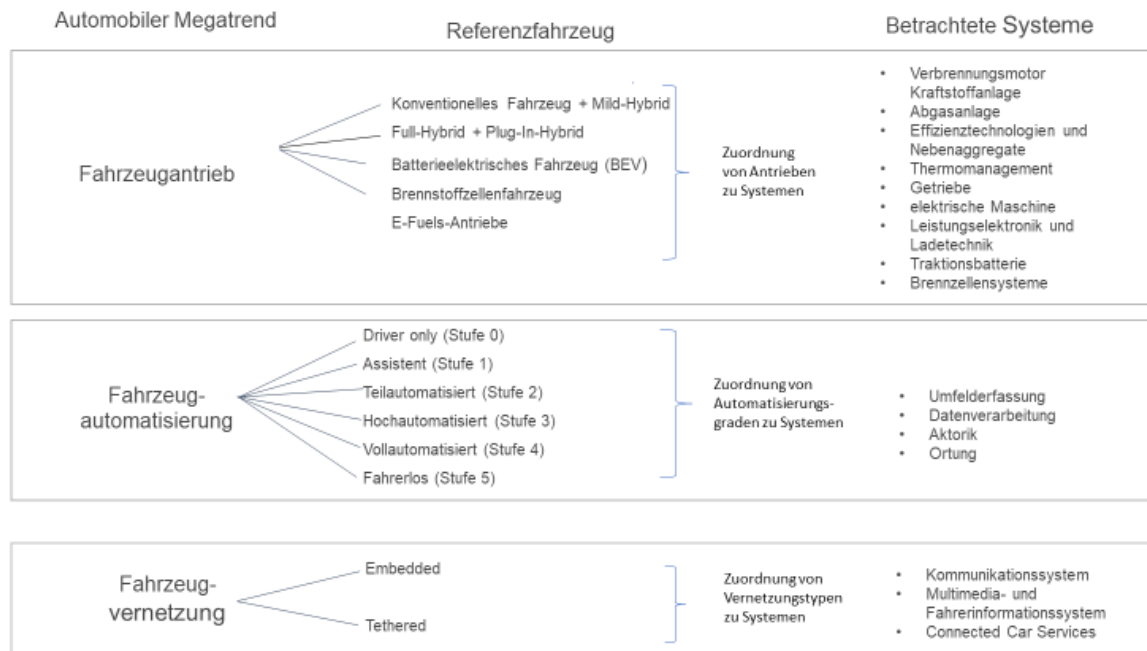 Automobiler Megatrend
Referenzfahrzeug
Betrachtete Systeme
Fahrzeugantrieb
Konventionelles Fahrzeug + Mild-Hybrid
Full-Hybrid + Plug-In-Hybrid
Batterieelektrisches Fahrzeug (BEV)
Brennstoffzellenfahrzeug
E-Fuels-Antriebe
Zuordnung
von Antrieben
zu Systemen
• Verbrennungsmotor
Kraftstoffanlage
• Abgasanlage
• Effizienztechnologien und
Nebenaggregate
• Thermomanagement
• Getriebe
• elektrische Maschine
• Leistungselektronik und
Ladetechnik
• Traktionsbatterie
• Brennzellensysteme
Fahrzeug-
automatisierung
Driver only (Stufe 0)
Assistent (Stufe 1)
Teilautomatisiert (Stufe 2)
Hochautomatisiert (Stufe 3)
Vollautomatisiert (Stufe 4)
Fahrerlos (Stufe 5)
Zuordnung von
Automatisierungs-
graden zu Systemen
• Umfelderfassung
• Datenverarbeitung
• Aktorik
• Ortung
Fahrzeug-
vernetzung
Embedded
Tethered
Zuordnung von
Vernetzungstypen
zu Systemen
• Kommunikationssystem
• Multimedia- und
Fahrerinformationssystem
• Connected Car Services